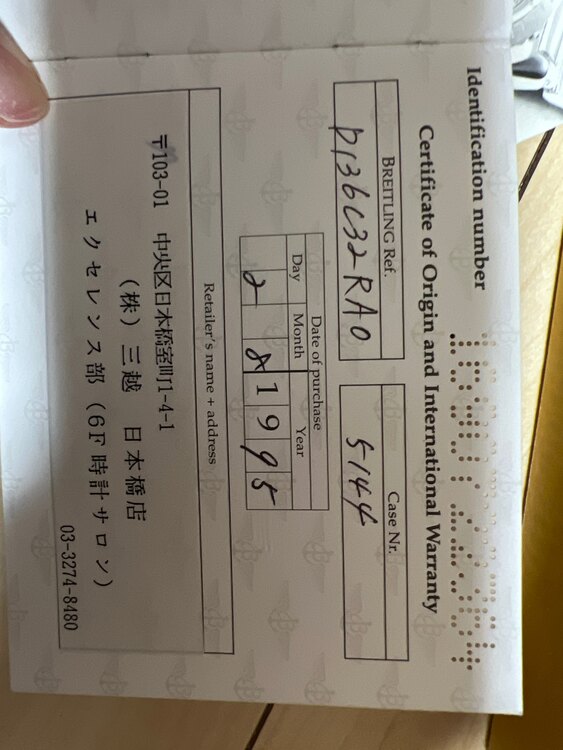 Identification number
Certificate of Origin and International Warranty
BREITLING Ref.
D136C32RA0
Case Nr.
5144
Date of purchase
Day Month Year
2 8 1995
Retailer's name + address
〒103-01 中央区日本橋室町1-4-1
（株）三越 日本橋店
エクセレンス部（6F時計サロン）
03-3274-8480